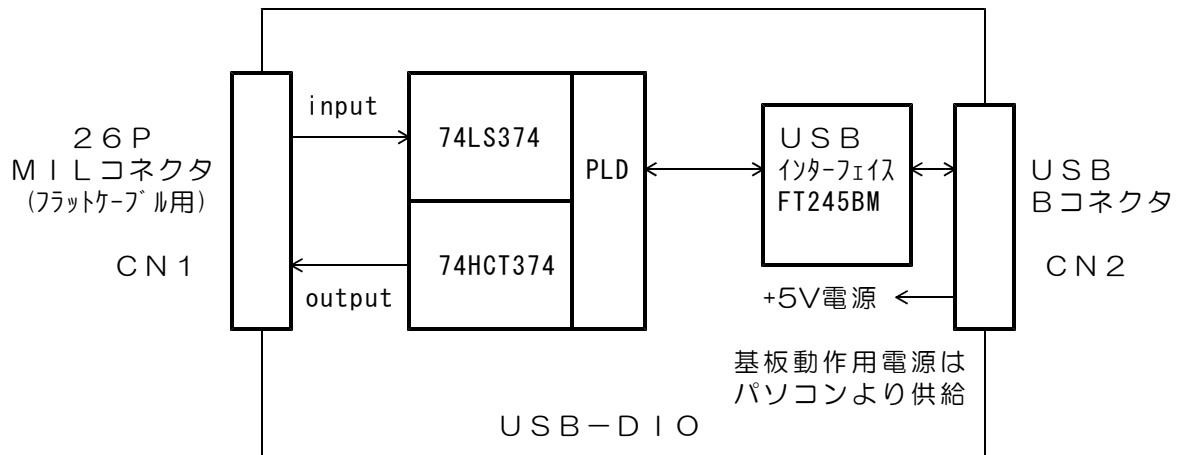 26P
MILコネクタ
(フラットケーブル用)
CN1
input
output
74LS374
74HCT374
PLD
USB
インターフェイス
FT245BM
USB
Bコネクタ
CN2
+5V電源
基板動作用電源は
パソコンより供給
USB-DIO